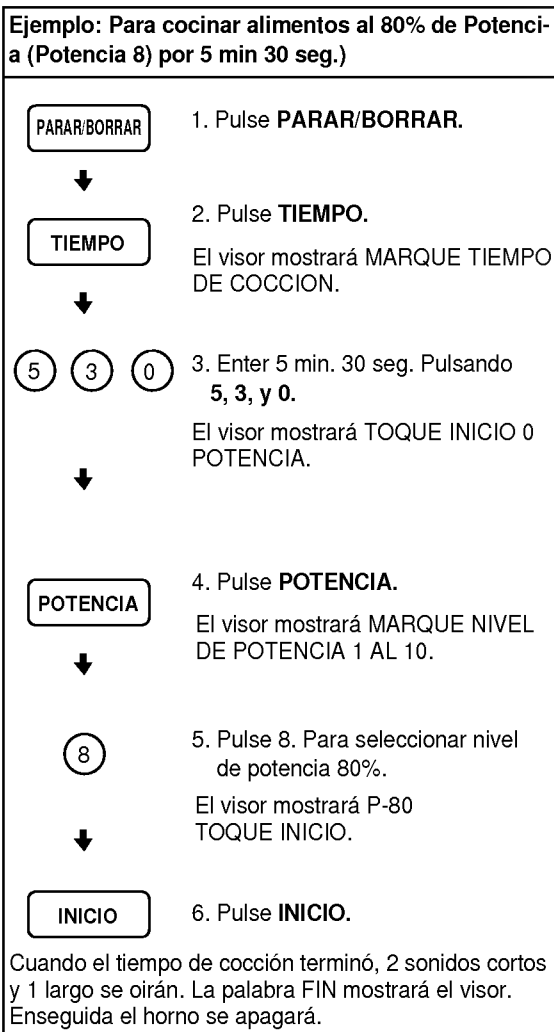 Ejemplo: Para cocinar alimentos al 80% de Potenci-
a (Potencia 8) por 5 min 30 seg.)
PARAR/BORRAR
1. Pulse PARAR/BORRAR.
TIEMPO
2. Pulse TIEMPO.
El visor mostrará MARQUE TIEMPO
DE COCCION.
5 3 0
3. Enter 5 min. 30 seg. Pulsando
5, 3, y 0.
El visor mostrará TOQUE INICIO 0
POTENCIA.
POTENCIA
4. Pulse POTENCIA.
El visor mostrará MARQUE NIVEL
DE POTENCIA 1 AL 10.
8
5. Pulse 8. Para seleccionar nivel
de potencia 80%.
El visor mostrará P-80
TOQUE INICIO.
INICIO
6. Pulse INICIO.
Cuando el tiempo de cocción terminó, 2 sonidos cortos
y 1 largo se oirán. La palabra FIN mostrará el visor.
Enseguida el horno se apagará.